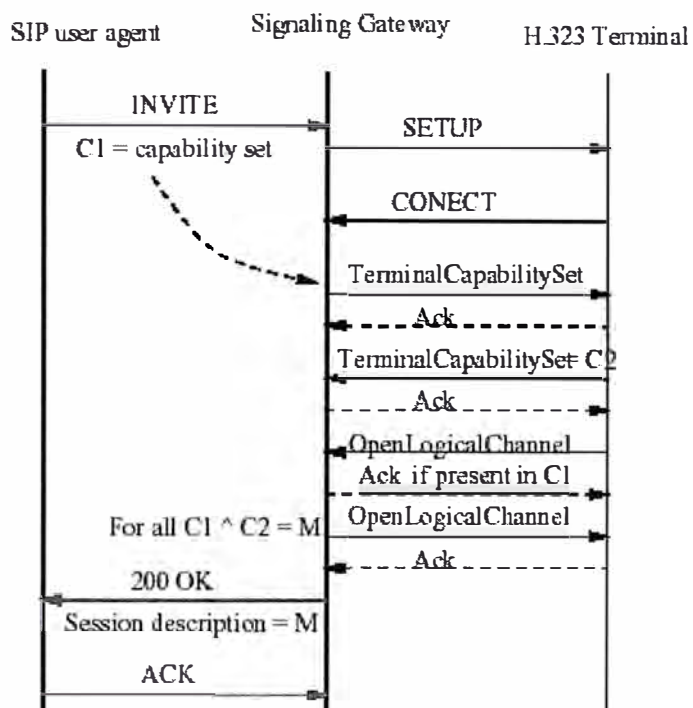 SIP user agent
Signaling Gateway
H.323 Terminal
INVITE
SETUP
C1 = capability set
CONECT
TerminalCapabilitySet
Ack
TerminalCapabilitySet= C2
Ack
OpenLogicalChannel
Ack if present in C1
For all C1 ^ C2 = M
OpenLogicalChannel
Ack
200 OK
Session description = M
ACK